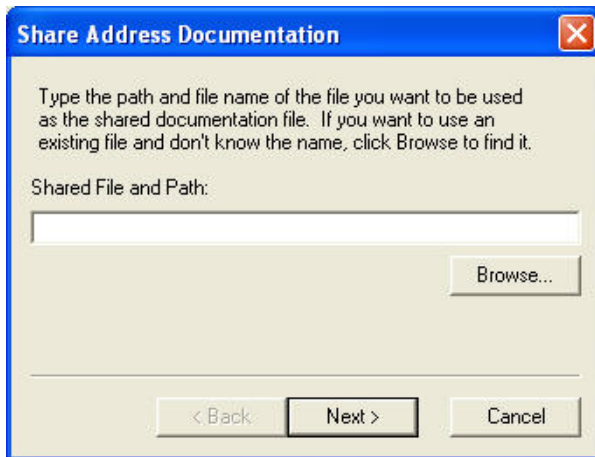 Share Address Documentation
Type the path and file name of the file you want to be used
as the shared documentation file.  If you want to use an
existing file and don't know the name, click Browse to find it.
Shared File and Path:
Browse...
< Back
Next >
Cancel